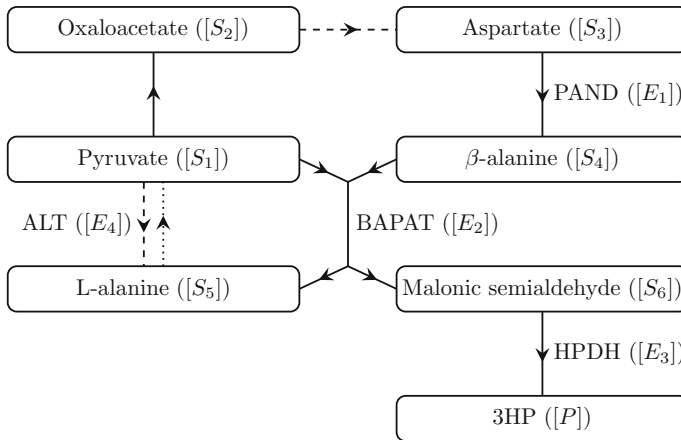 Oxaloacetate ([S₂])
Aspartate ([S₃])
PAND ([E₁])
Pyruvate ([S₁])
β-alanine ([S₄])
ALT ([E₄])
BAPAT ([E₂])
L-alanine ([S₅])
Malonic semialdehyde ([S₆])
HPDH ([E₃])
3HP ([P])